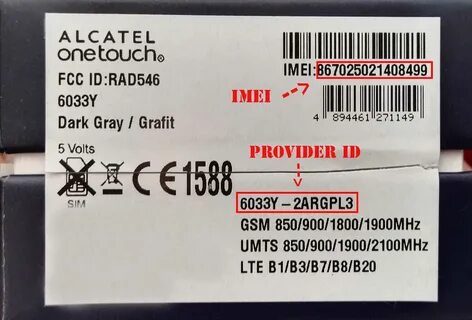 ALCATEL
onetouch®
FCC ID:RAD546
6033Y
Dark Gray / Grafit
5 Volts
SIM
CE1588
IMEI:867025021408499
IMEI
4 894461 271149
PROVIDER ID
6033Y-2ARGPL3
GSM 850/900/1800/1900MHz
UMTS 850/900/1900/2100MHz
LTE B1/B3/B7/B8/B20